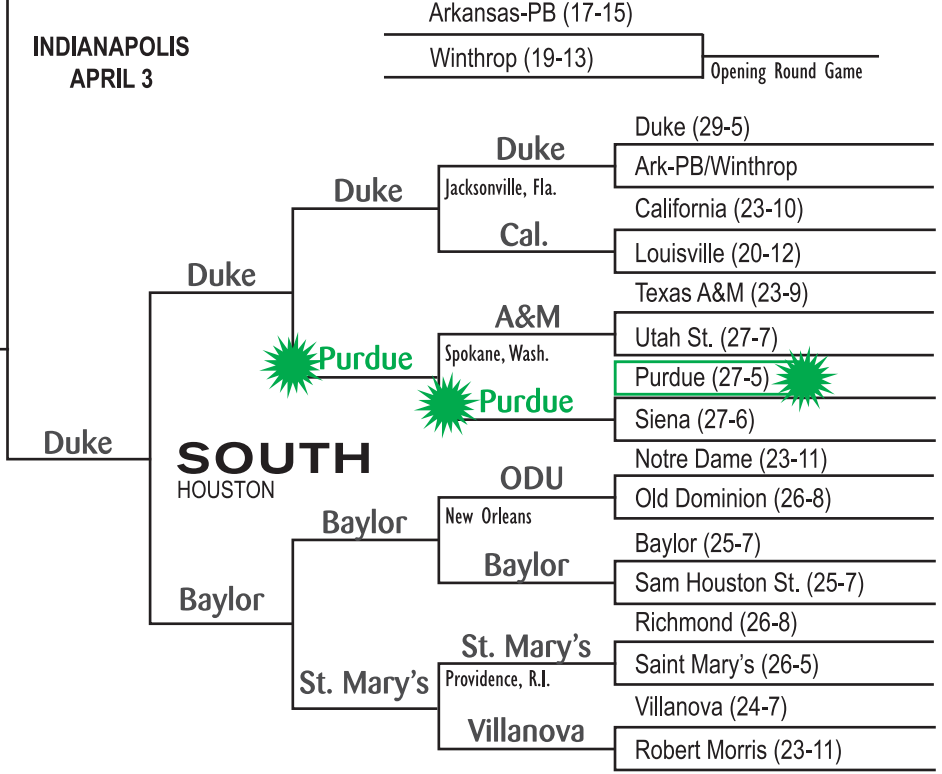 Arkansas-PB (17-15)
INDIANAPOLIS
APRIL 3
Winthrop (19-13)
Opening Round Game
Duke (29-5)
Duke
Ark-PB/Winthrop
Duke
Jacksonville, Fla.
California (23-10)
Cal.
Louisville (20-12)
Duke
Texas A&M (23-9)
A&M
Utah St. (27-7)
Purdue
Spokane, Wash.
Purdue (27-5)
Purdue
Siena (27-6)
Duke
SOUTH
HOUSTON
Notre Dame (23-11)
ODU
Old Dominion (26-8)
Baylor
New Orleans
Baylor (25-7)
Baylor
Sam Houston St. (25-7)
Baylor
Richmond (26-8)
St. Mary's
Saint Mary's (26-5)
St. Mary's
Providence, R.I.
Villanova (24-7)
Villanova
Robert Morris (23-11)